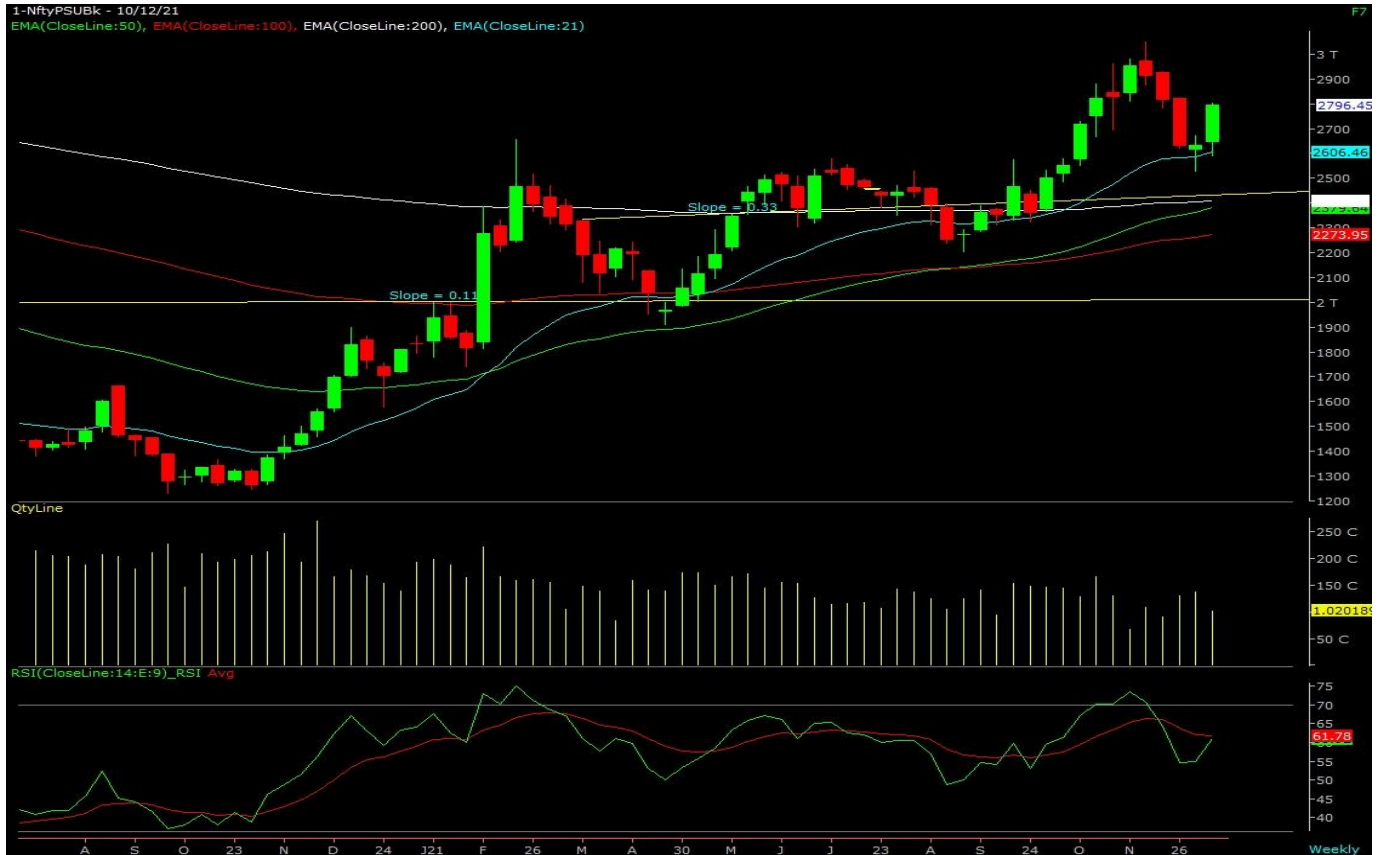 1-NftyPSUBk - 10/12/21 F7
EMA(CloseLine:50), EMA(CloseLine:100), EMA(CloseLine:200), EMA(CloseLine:21)
3 T
2900
2796.45
2700
2606.46
2500
Slope = 0.33
2379.64
2273.95
2200
2100
Slope = 0.11
2 T
1900
1800
1700
1600
1500
1400
1300
1200
QtyLine
250 C
200 C
150 C
1.020189
50 C
RSI(CloseLine:14:E:9)_RSI Avg
75
70
65
61.78
55
50
45
40
A S O 23 N D 24 J21 F 26 M A 30 M J J 23 A S 24 O N 26 Weekly